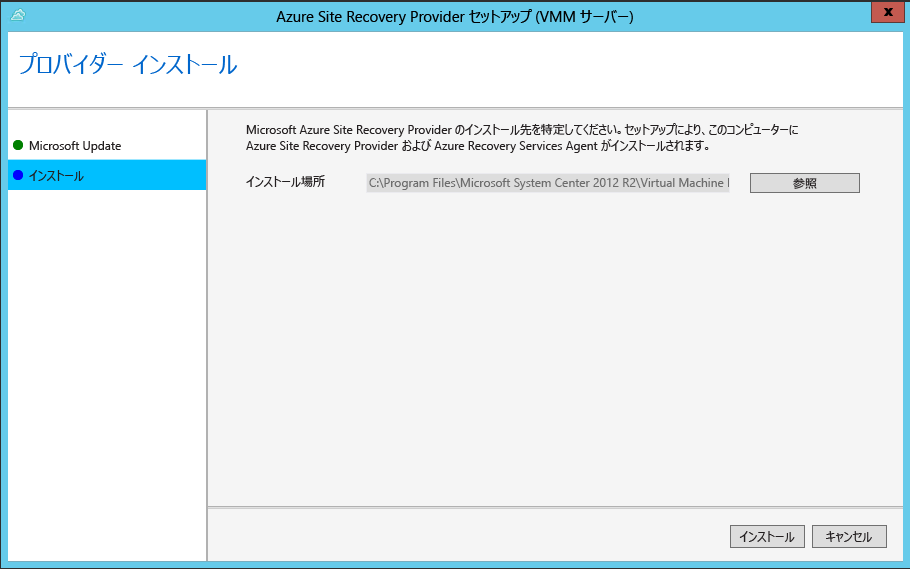 Azure Site Recovery Provider セットアップ (VMM サーバー)
x
プロバイダー インストール
Microsoft Update
インストール
Microsoft Azure Site Recovery Provider のインストール先を特定してください。セットアップにより、このコンピューターに
Azure Site Recovery Provider および Azure Recovery Services Agent がインストールされます。
インストール場所 C:\Program Files\Microsoft System Center 2012 R2\Virtual Machine 参照
インストール キャンセル